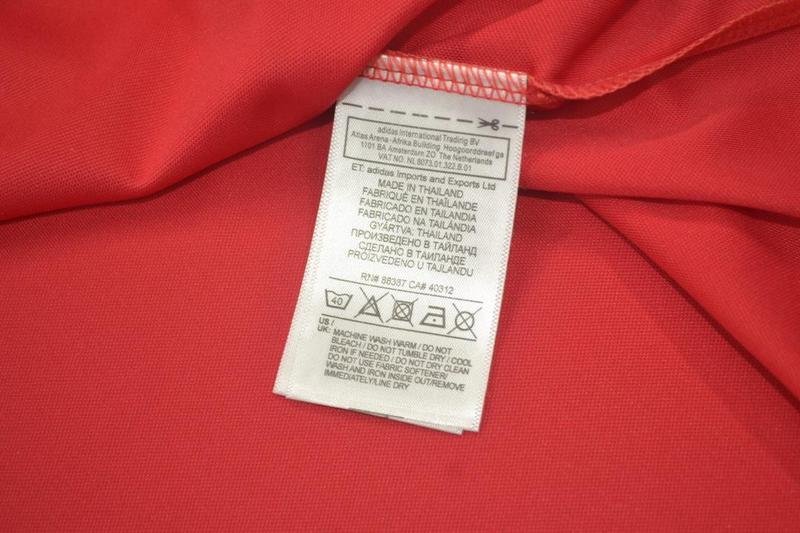 adidas International Trading BV
Atlas Arena - Afrika Building Hoogoorddreef 9a
1101 BA Amsterdam ZO The Netherlands
VAT NO. NL 8073.01.322.B.01
ET: adidas Imports and Exports Ltd
MADE IN THAILAND
FABRIQUÉ EN THAÏLANDE
FABRICADO EN TAILANDIA
FABRICADO NA TAILÂNDIA
GYÁRTVA: THAILAND
ПРОИЗВЕДЕНО В ТАЙЛАНД
СДЕЛАНО В ТАИЛАНДЕ
PROIZVEDENO U TAJLANDU
RN# 88387 CA# 40312
40
US /
UK: MACHINE WASH WARM / DO NOT
BLEACH / DO NOT TUMBLE DRY / COOL
IRON IF NEEDED / DO NOT DRY CLEAN
DO NOT USE FABRIC SOFTENER/
WASH AND IRON INSIDE OUT/REMOVE
IMMEDIATELY/LINE DRY